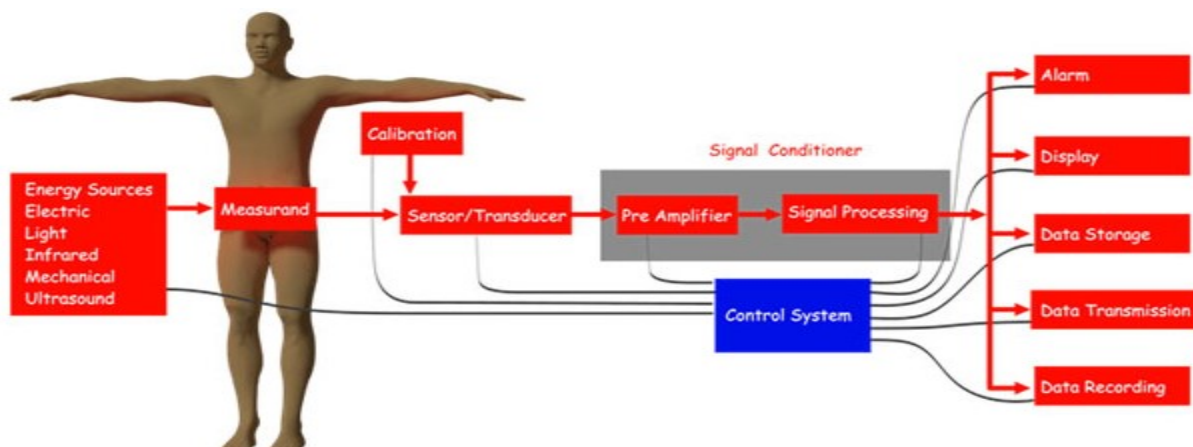 Energy Sources
Electric
Light
Infrared
Mechanical
Ultrasound
Measurand
Calibration
Sensor/Transducer
Signal Conditioner
Pre Amplifier
Signal Processing
Control System
Alarm
Display
Data Storage
Data Transmission
Data Recording